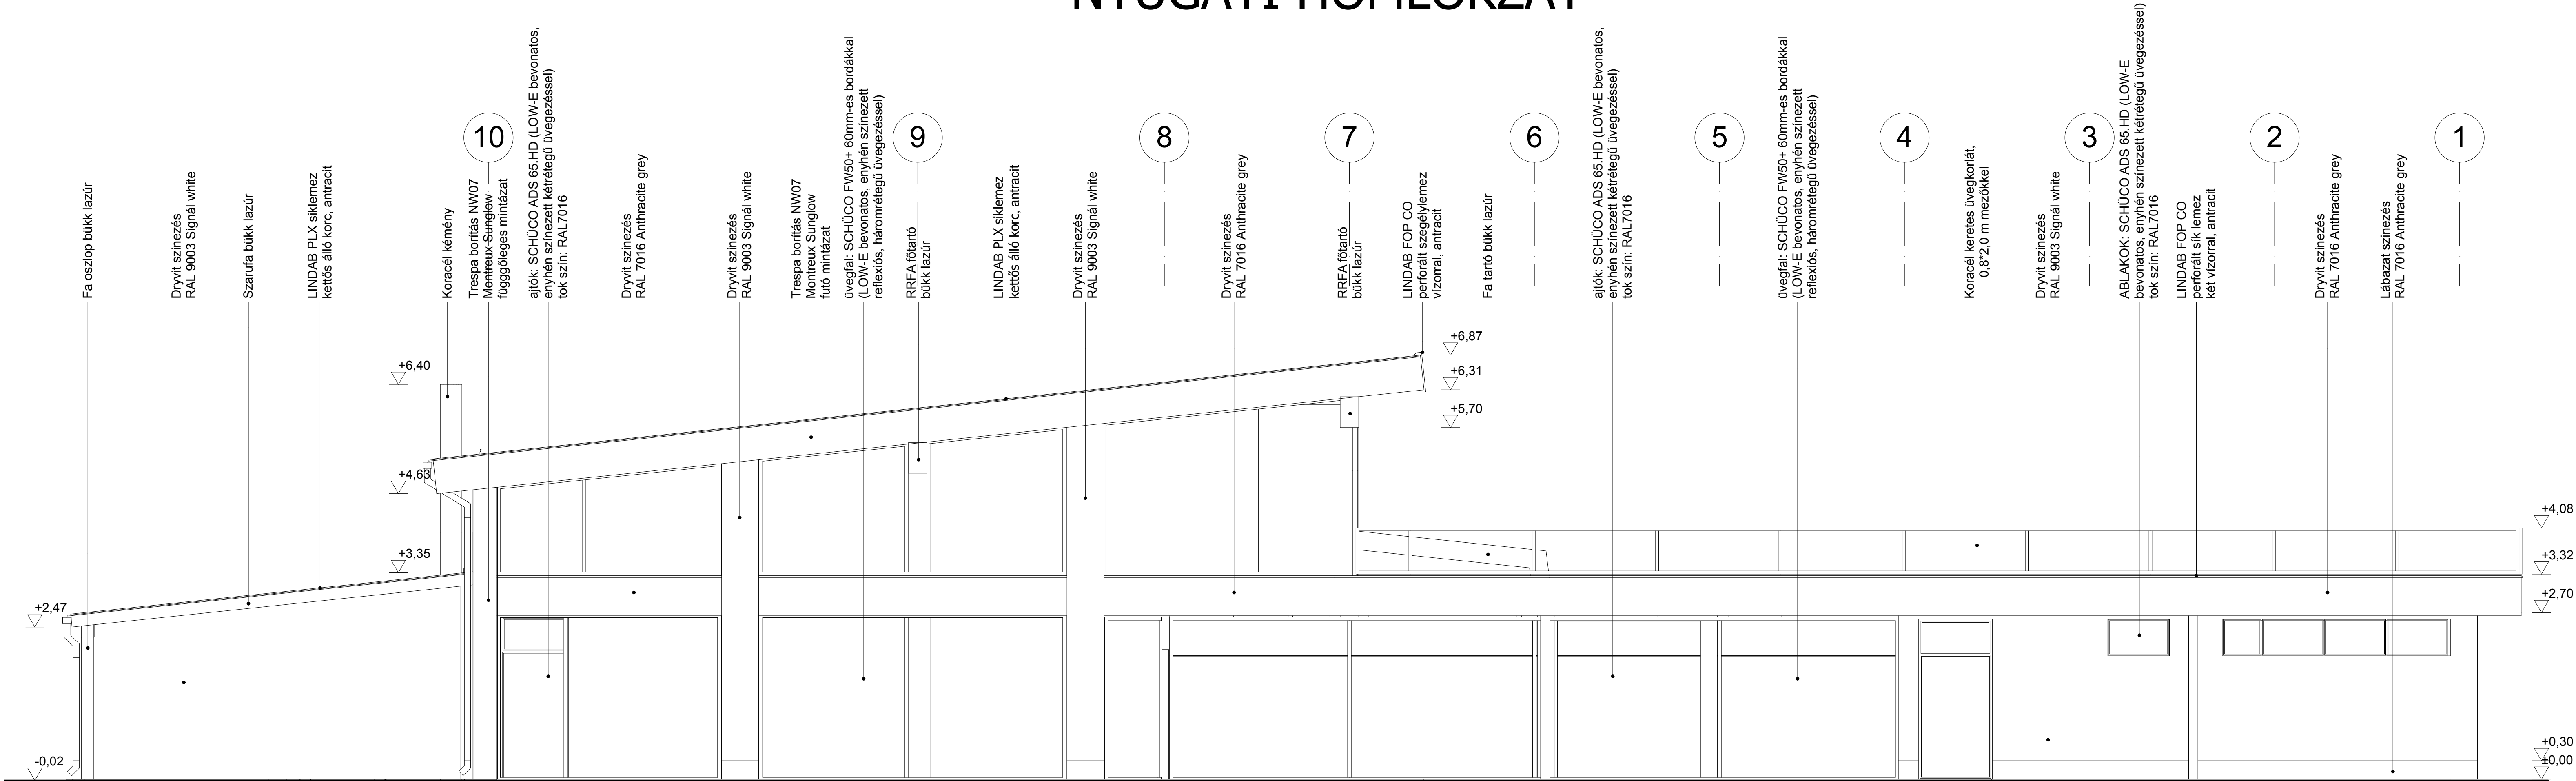 NYUGATI HOMLOKZAT
Fa oszlop bükk lazúr
Dryvit színezés
RAL 9003 Signál white
Szarufa bükk lazúr
LINDAB PLX síklemez
kettős álló korc, antracit
Koracél kémény
10
Trespa borítás NW07
Montreux Sunglow
függőleges mintázat
ajtók: SCHÜCO ADS 65.HD (LOW-E bevonatos,
enyhén színezett kétrétegű üvegezéssel)
tok szín: RAL7016
Dryvit színezés
RAL 7016 Anthracite grey
Dryvit színezés
RAL 9003 Signál white
Trespa borítás NW07
Montreux Sunglow
futó mintázat
üvegfal: SCHÜCO FW50+ 60mm-es bordákkal
(LOW-E bevonatos, enyhén színezett
reflexiós, háromrétegű üvegezéssel)
9
RRFA főtartó
bükk lazúr
LINDAB PLX síklemez
kettős álló korc, antracit
Dryvit színezés
RAL 9003 Signál white
8
Dryvit színezés
RAL 7016 Anthracite grey
7
RRFA főtartó
bükk lazúr
LINDAB FOP CO
perforált szegélylemez
vízorral, antracit
Fa tartó bükk lazúr
6
ajtók: SCHÜCO ADS 65.HD (LOW-E bevonatos,
enyhén színezett kétrétegű üvegezéssel)
tok szín: RAL7016
5
üvegfal: SCHÜCO FW50+ 60mm-es bordákkal
(LOW-E bevonatos, enyhén színezett
reflexiós, háromrétegű üvegezéssel)
4
Koracél keretes üvegkorlát,
0,8*2,0 m mezőkkel
Dryvit színezés
RAL 9003 Signál white
3
ABLAKOK: SCHÜCO ADS 65.HD (LOW-E
bevonatos, enyhén színezett kétrétegű üvegezéssel)
tok szín: RAL7016
LINDAB FOP CO
perforált sík lemez
két vízorral, antracit
2
Dryvit színezés
RAL 7016 Anthracite grey
Lábazat színezés
RAL 7016 Anthracite grey
1
+6,40
+4,63
+3,35
+2,47
-0,02
+6,87
+6,31
+5,70
+4,08
+3,32
+2,70
+0,30
±0,00